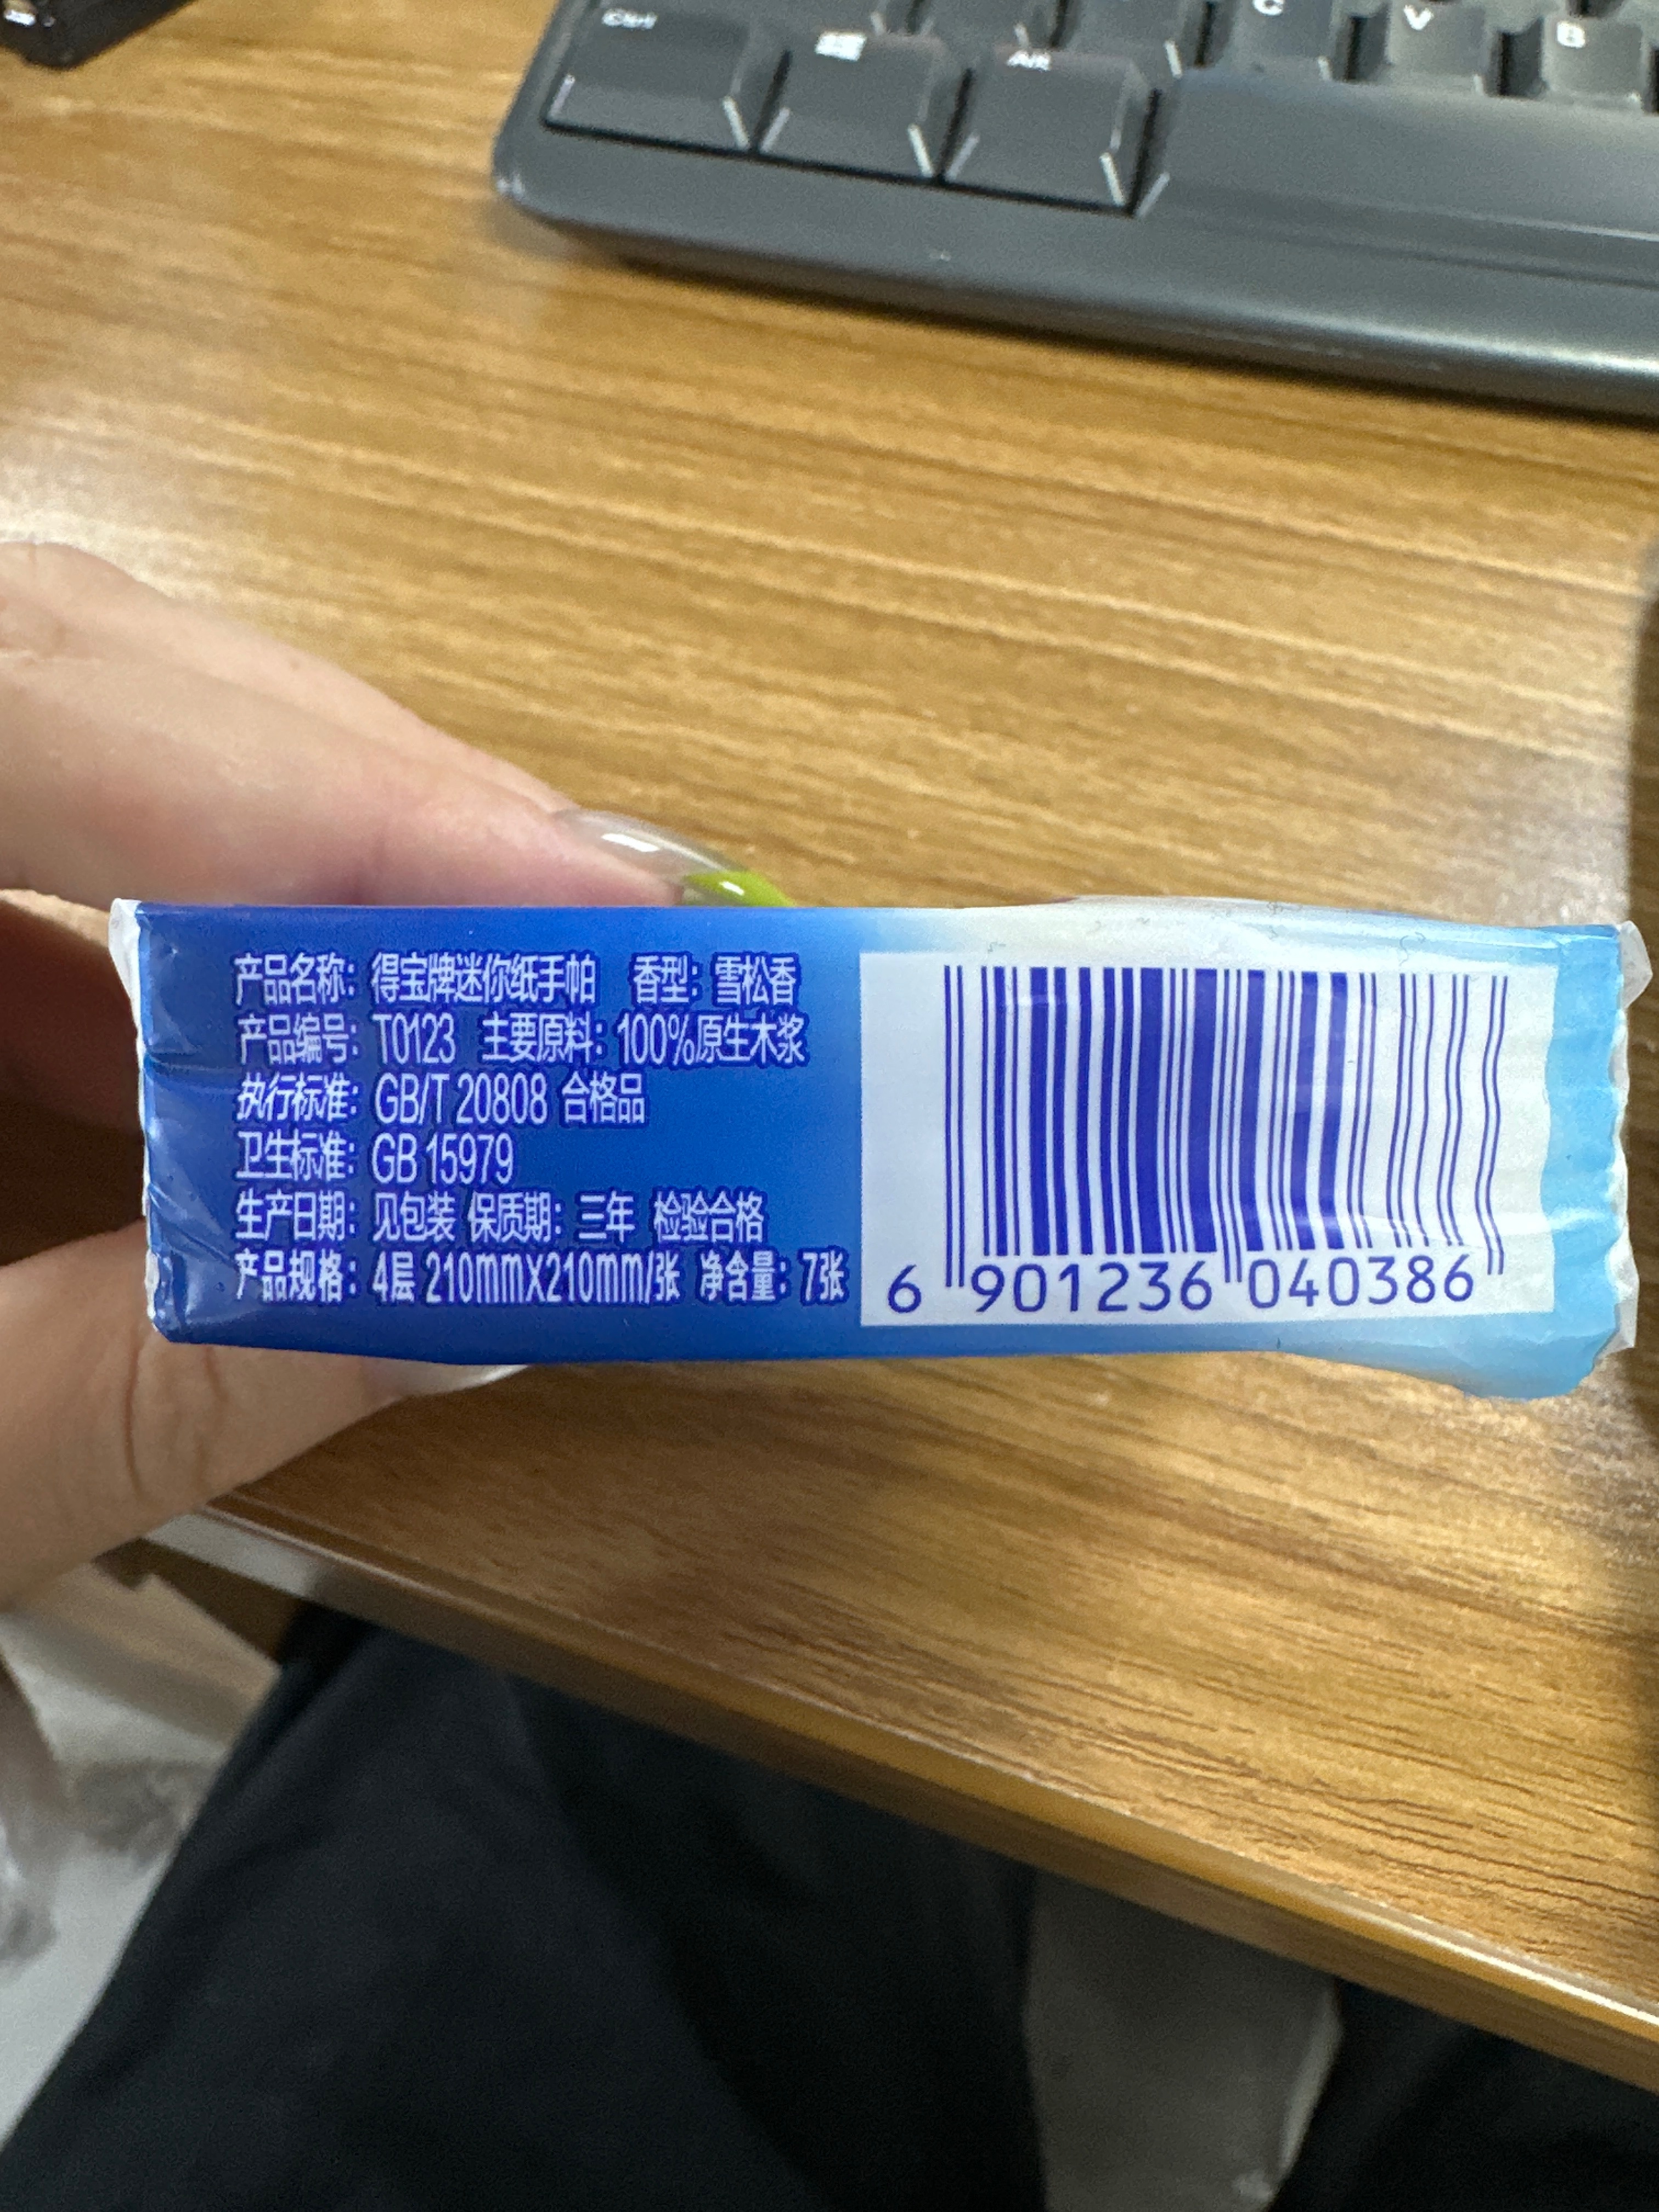 Ctrl
Alt
C
V
B
产品名称：得宝牌迷你纸手帕 香型：雪松香
产品编号：T0123 主要原料：100%原生木浆
执行标准：GB/T 20808 合格品
卫生标准：GB 15979
生产日期：见包装 保质期：三年 检验合格
产品规格：4层 210mmX210mm/张 净含量：7张
6 901236 040386